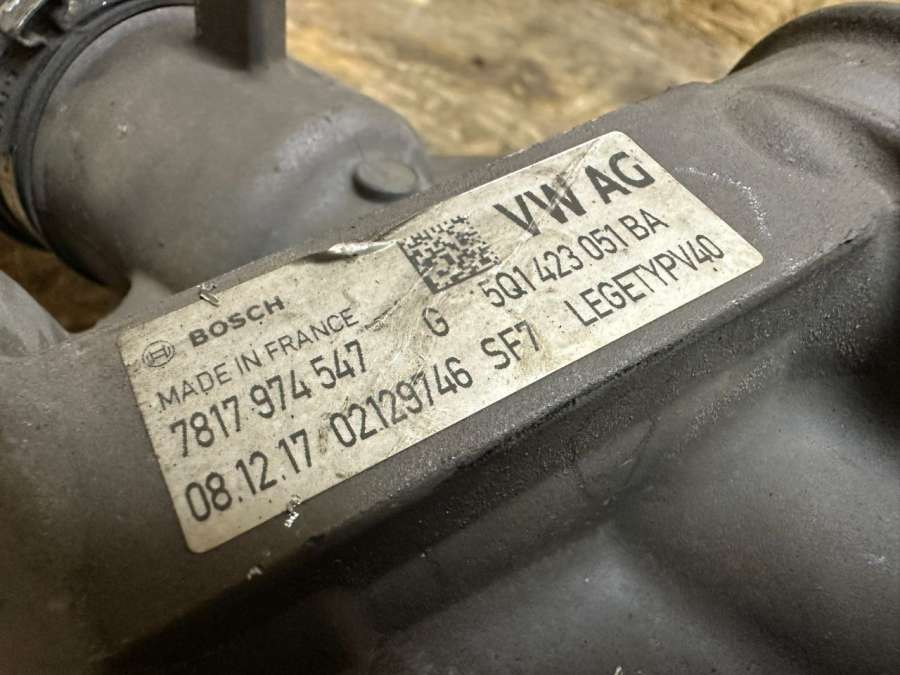 BOSCH
VW AG
MADE IN FRANCE
G 5Q1 423 051 BA
7817 974 547
08.12.17 02129746 SF7 LEGETYPV40